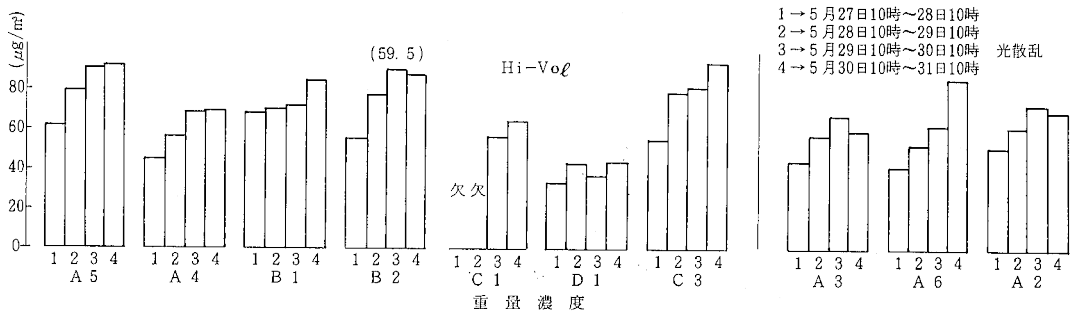 (μg/m³)
80
60
40
20
0
(59.5)
Hi-Voℓ
1→5月27日10時〜28日10時
2→5月28日10時〜29日10時
3→5月29日10時〜30日10時 光散乱
4→5月30日10時〜31日10時
欠 欠
1 2 3 4 1 2 3 4 1 2 3 4 1 2 3 4 1 2 3 4 1 2 3 4 1 2 3 4 1 2 3 4 1 2 3 4 1 2 3 4
A 5 A 4 B 1 B 2 C 1 D 1 C 3 A 3 A 6 A 2
重量濃度